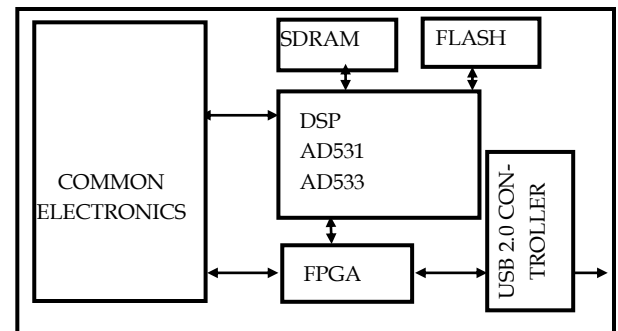 SDRAM
FLASH
DSP
AD531
AD533
COMMON
ELECTRONICS
FPGA
USB 2.0 CON-
TROLLER